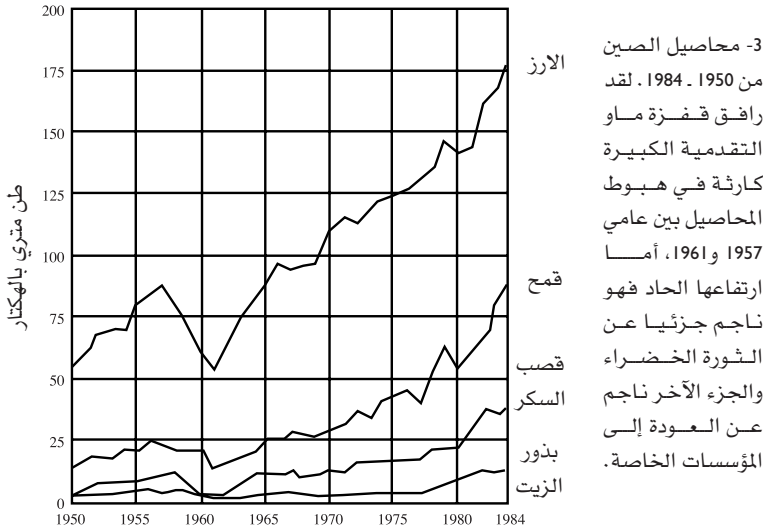 3- محاصيل الصين
من 1950 ـ 1984. لقد
رافق قفزة ماو
التقدمية الكبيرة
كارثة في هبوط
المحاصيل بين عامي
1957 و1961، أما
ارتفاعها الحاد فهو
ناجم جزئيا عن
الثورة الخضراء
والجزء الآخر ناجم
عن العودة إلى
المؤسسات الخاصة.
الارز
قمح
قصب
السكر
بذور
الزيت
طن متري بالهكتار
200
175
150
125
100
75
50
25
0
1950 1955 1960 1965 1970 1975 1980 1984